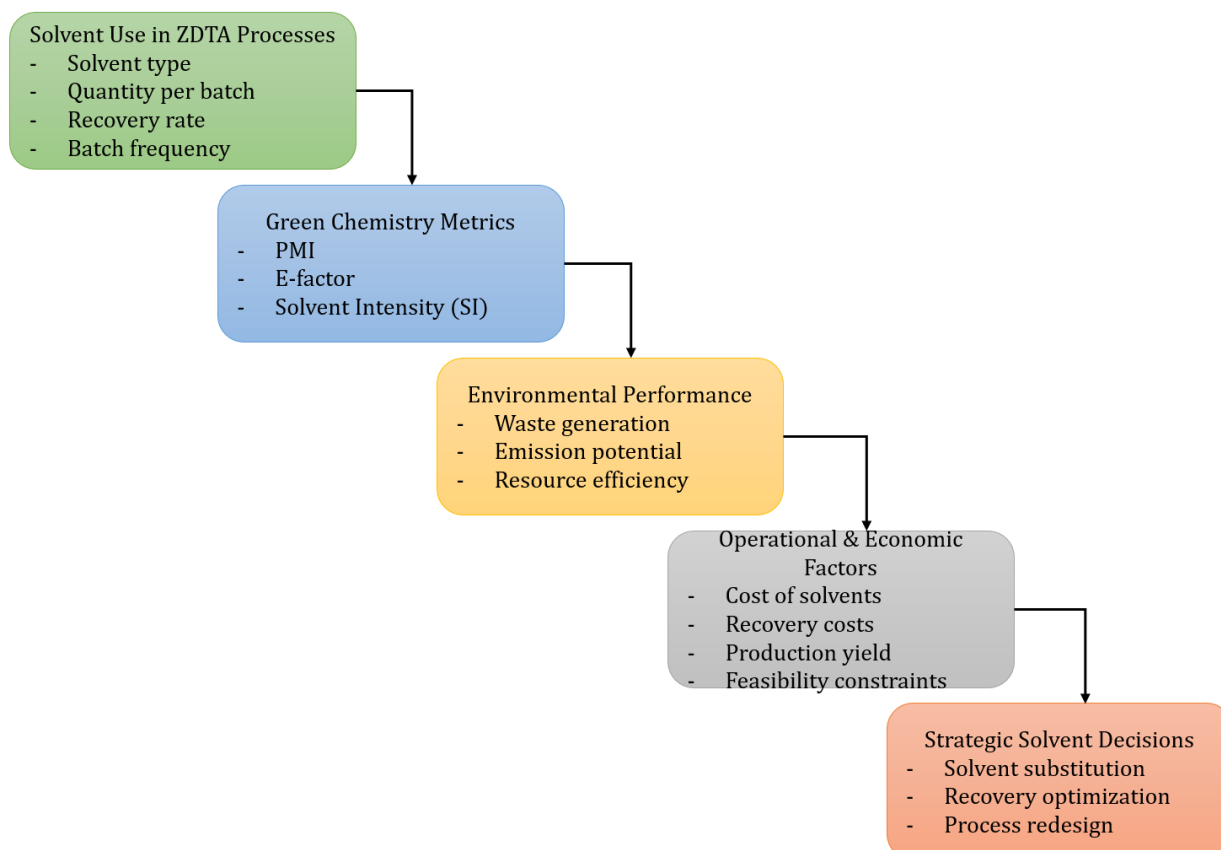 Solvent Use in ZDTA Processes
- Solvent type
- Quantity per batch
- Recovery rate
- Batch frequency
Green Chemistry Metrics
- PMI
- E-factor
- Solvent Intensity (SI)
Environmental Performance
- Waste generation
- Emission potential
- Resource efficiency
Operational & Economic
Factors
- Cost of solvents
- Recovery costs
- Production yield
- Feasibility constraints
Strategic Solvent Decisions
- Solvent substitution
- Recovery optimization
- Process redesign